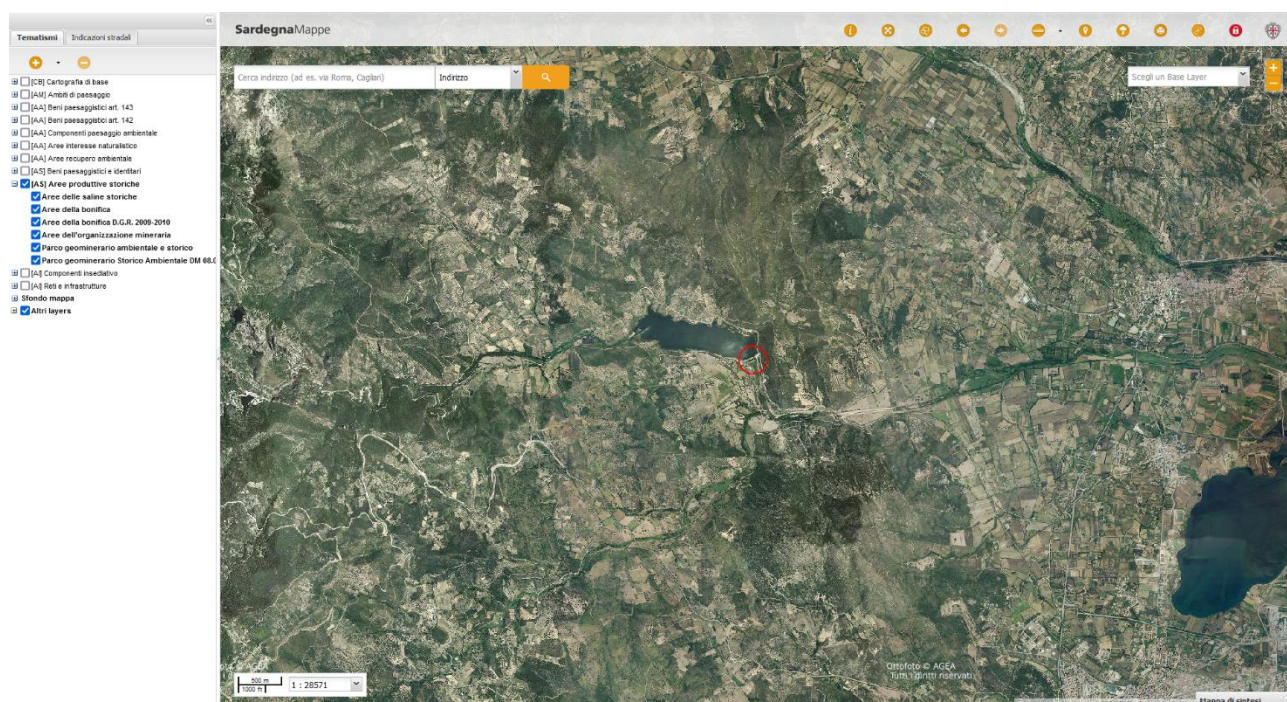 Tematismi
Indicazioni stradali
[CB] Cartografia di base
[AM] Ambiti di paesaggio
[AA] Beni paesaggistici art. 143
[AA] Beni paesaggistici art. 142
[AA] Componenti paesaggio ambientale
[AA] Aree interesse naturalistico
[AA] Aree recupero ambientale
[AS] Beni paesaggistici e identitari
[AS] Aree produttive storiche
Aree delle saline storiche
Aree della bonifica
Aree della bonifica D.G.R. 2009-2010
Aree dell'organizzazione mineraria
Parco geominerario ambientale e storico
Parco geominerario Storico Ambientale DM 08.0
[AI] Componenti insediativo
[AI] Reti e infrastrutture
Sfondo mappa
Altri layers
SardegnaMappe
Cerca indirizzo (ad es. via Roma, Cagliari)
Indirizzo
Scegli un Base Layer
500 m
1000 ft
1 : 28571
Ortofoto © AGEA
Tutti i diritti riservati
Mappa di sintesi